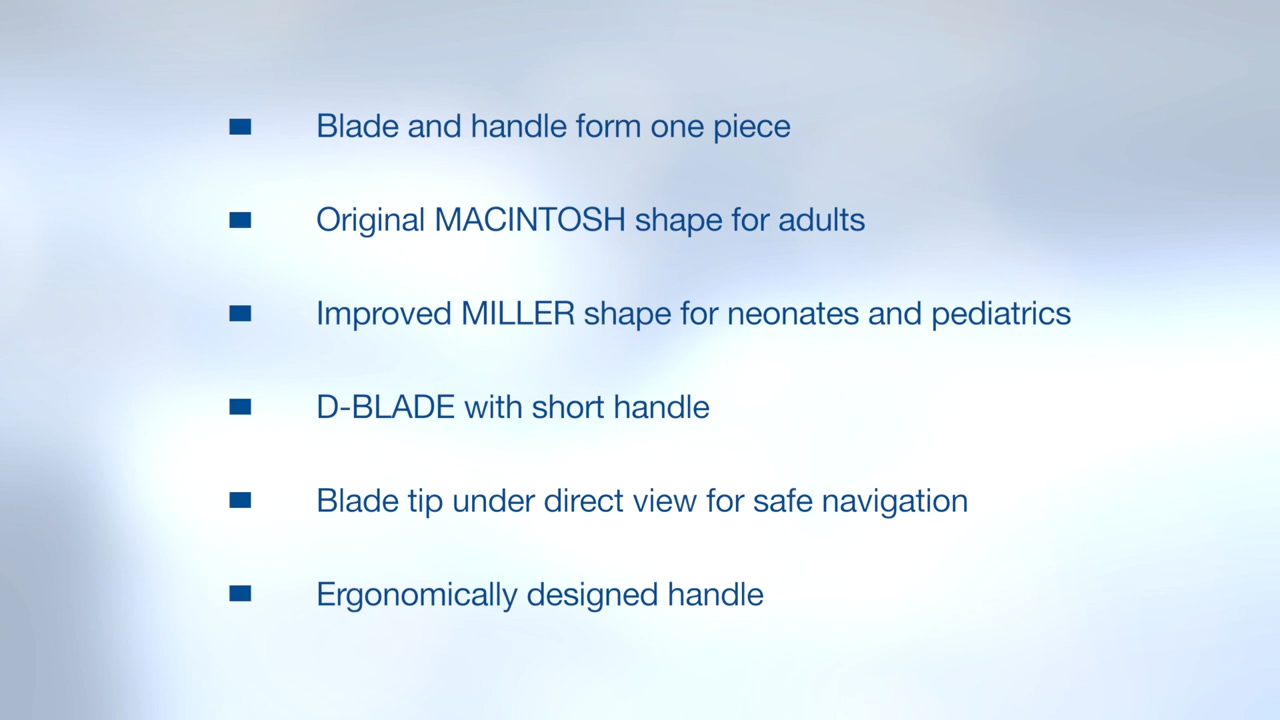 Blade and handle form one piece
Original MACINTOSH shape for adults
Improved MILLER shape for neonates and pediatrics
D-BLADE with short handle
Blade tip under direct view for safe navigation
Ergonomically designed handle